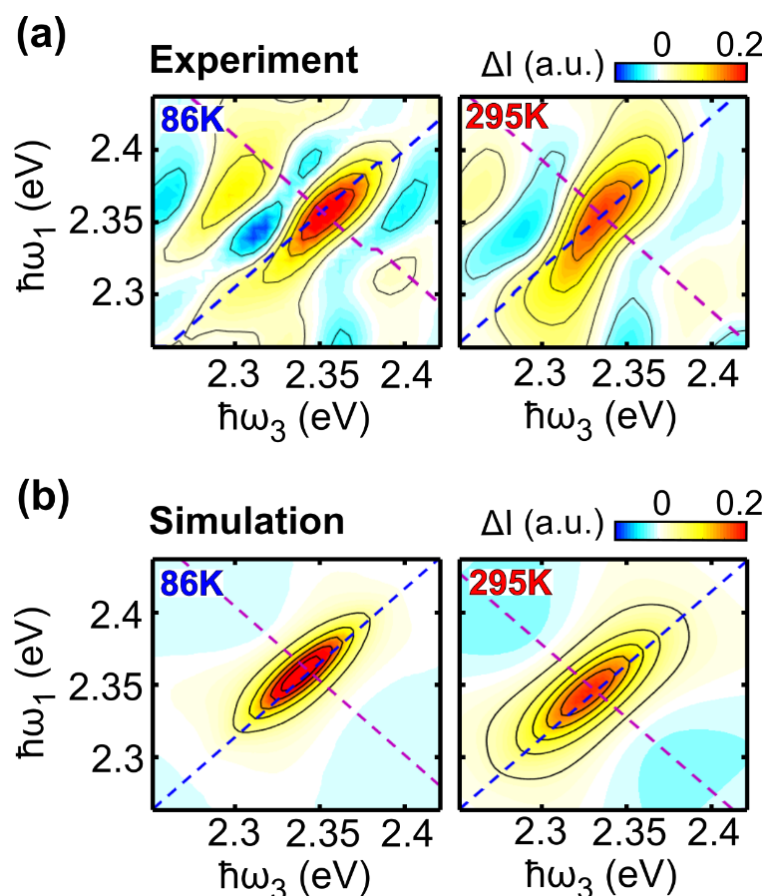 (a)
Experiment
ΔI (a.u.)
0
0.2
86K
295K
2.4
2.35
2.3
ħω1 (eV)
2.3
2.35
2.4
2.3
2.35
2.4
ħω3 (eV)
ħω3 (eV)
(b)
Simulation
ΔI (a.u.)
0
0.2
86K
295K
2.4
2.35
2.3
ħω1 (eV)
2.3
2.35
2.4
2.3
2.35
2.4
ħω3 (eV)
ħω3 (eV)